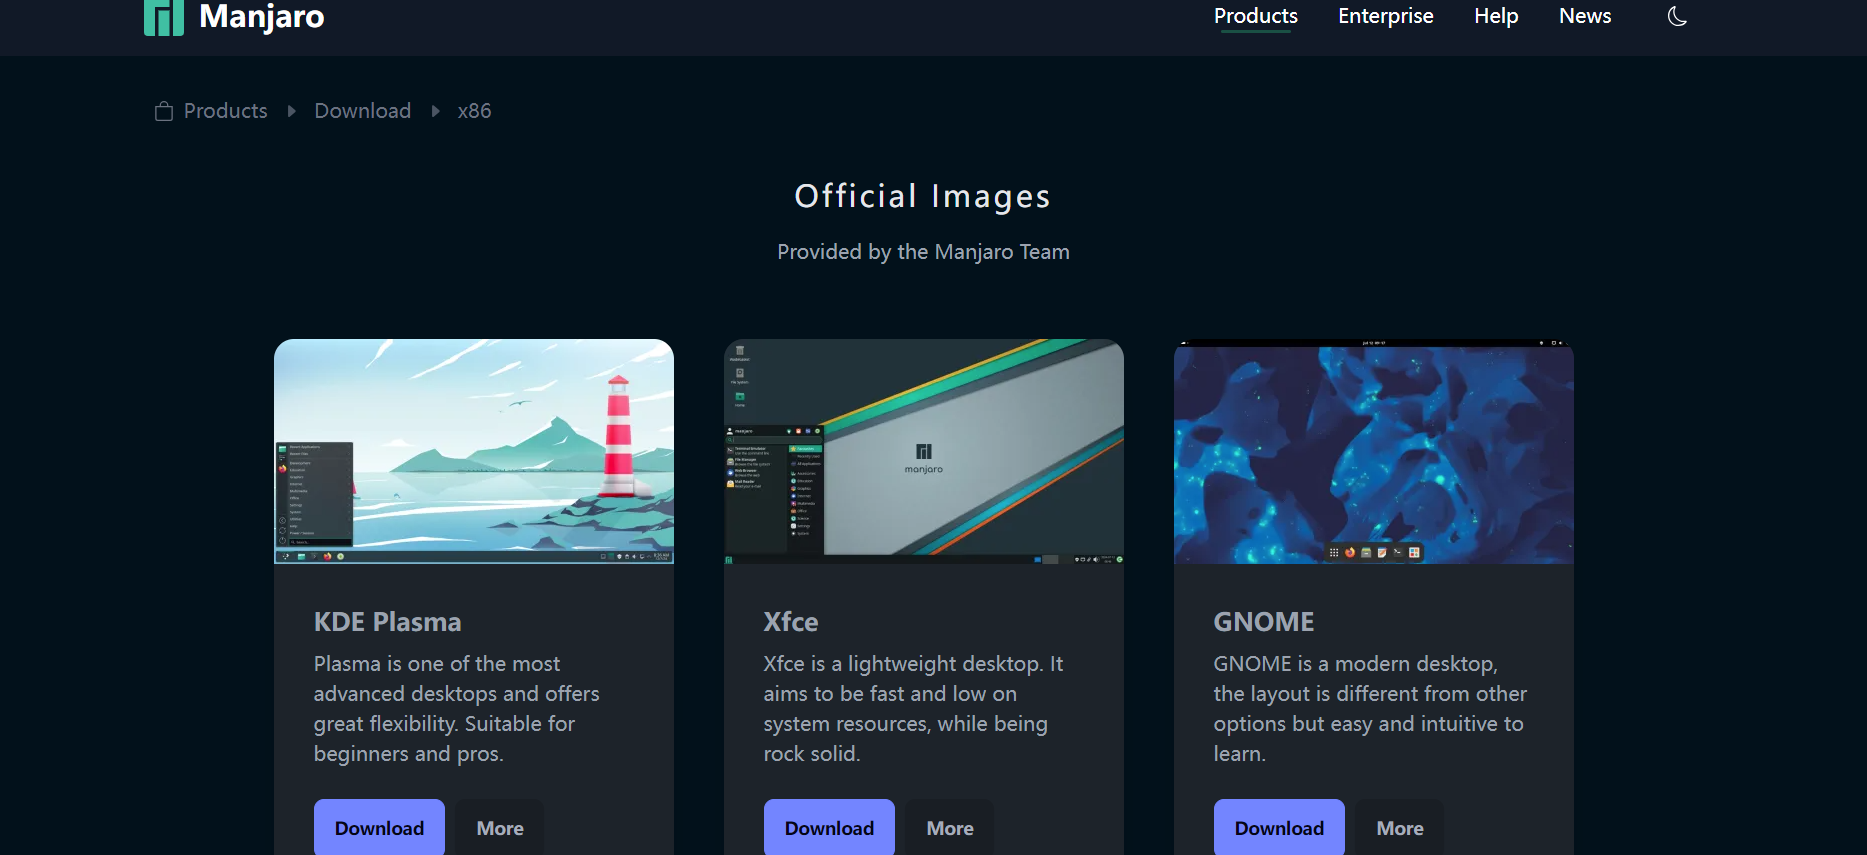 Manjaro
Products
Enterprise
Help
News
Products
Download
x86
Official Images
Provided by the Manjaro Team
manjaro
manjaro
KDE Plasma
Plasma is one of the most
advanced desktops and offers
great flexibility. Suitable for
beginners and pros.
Download
More
Xfce
Xfce is a lightweight desktop. It
aims to be fast and low on
system resources, while being
rock solid.
Download
More
GNOME
GNOME is a modern desktop,
the layout is different from other
options but easy and intuitive to
learn.
Download
More